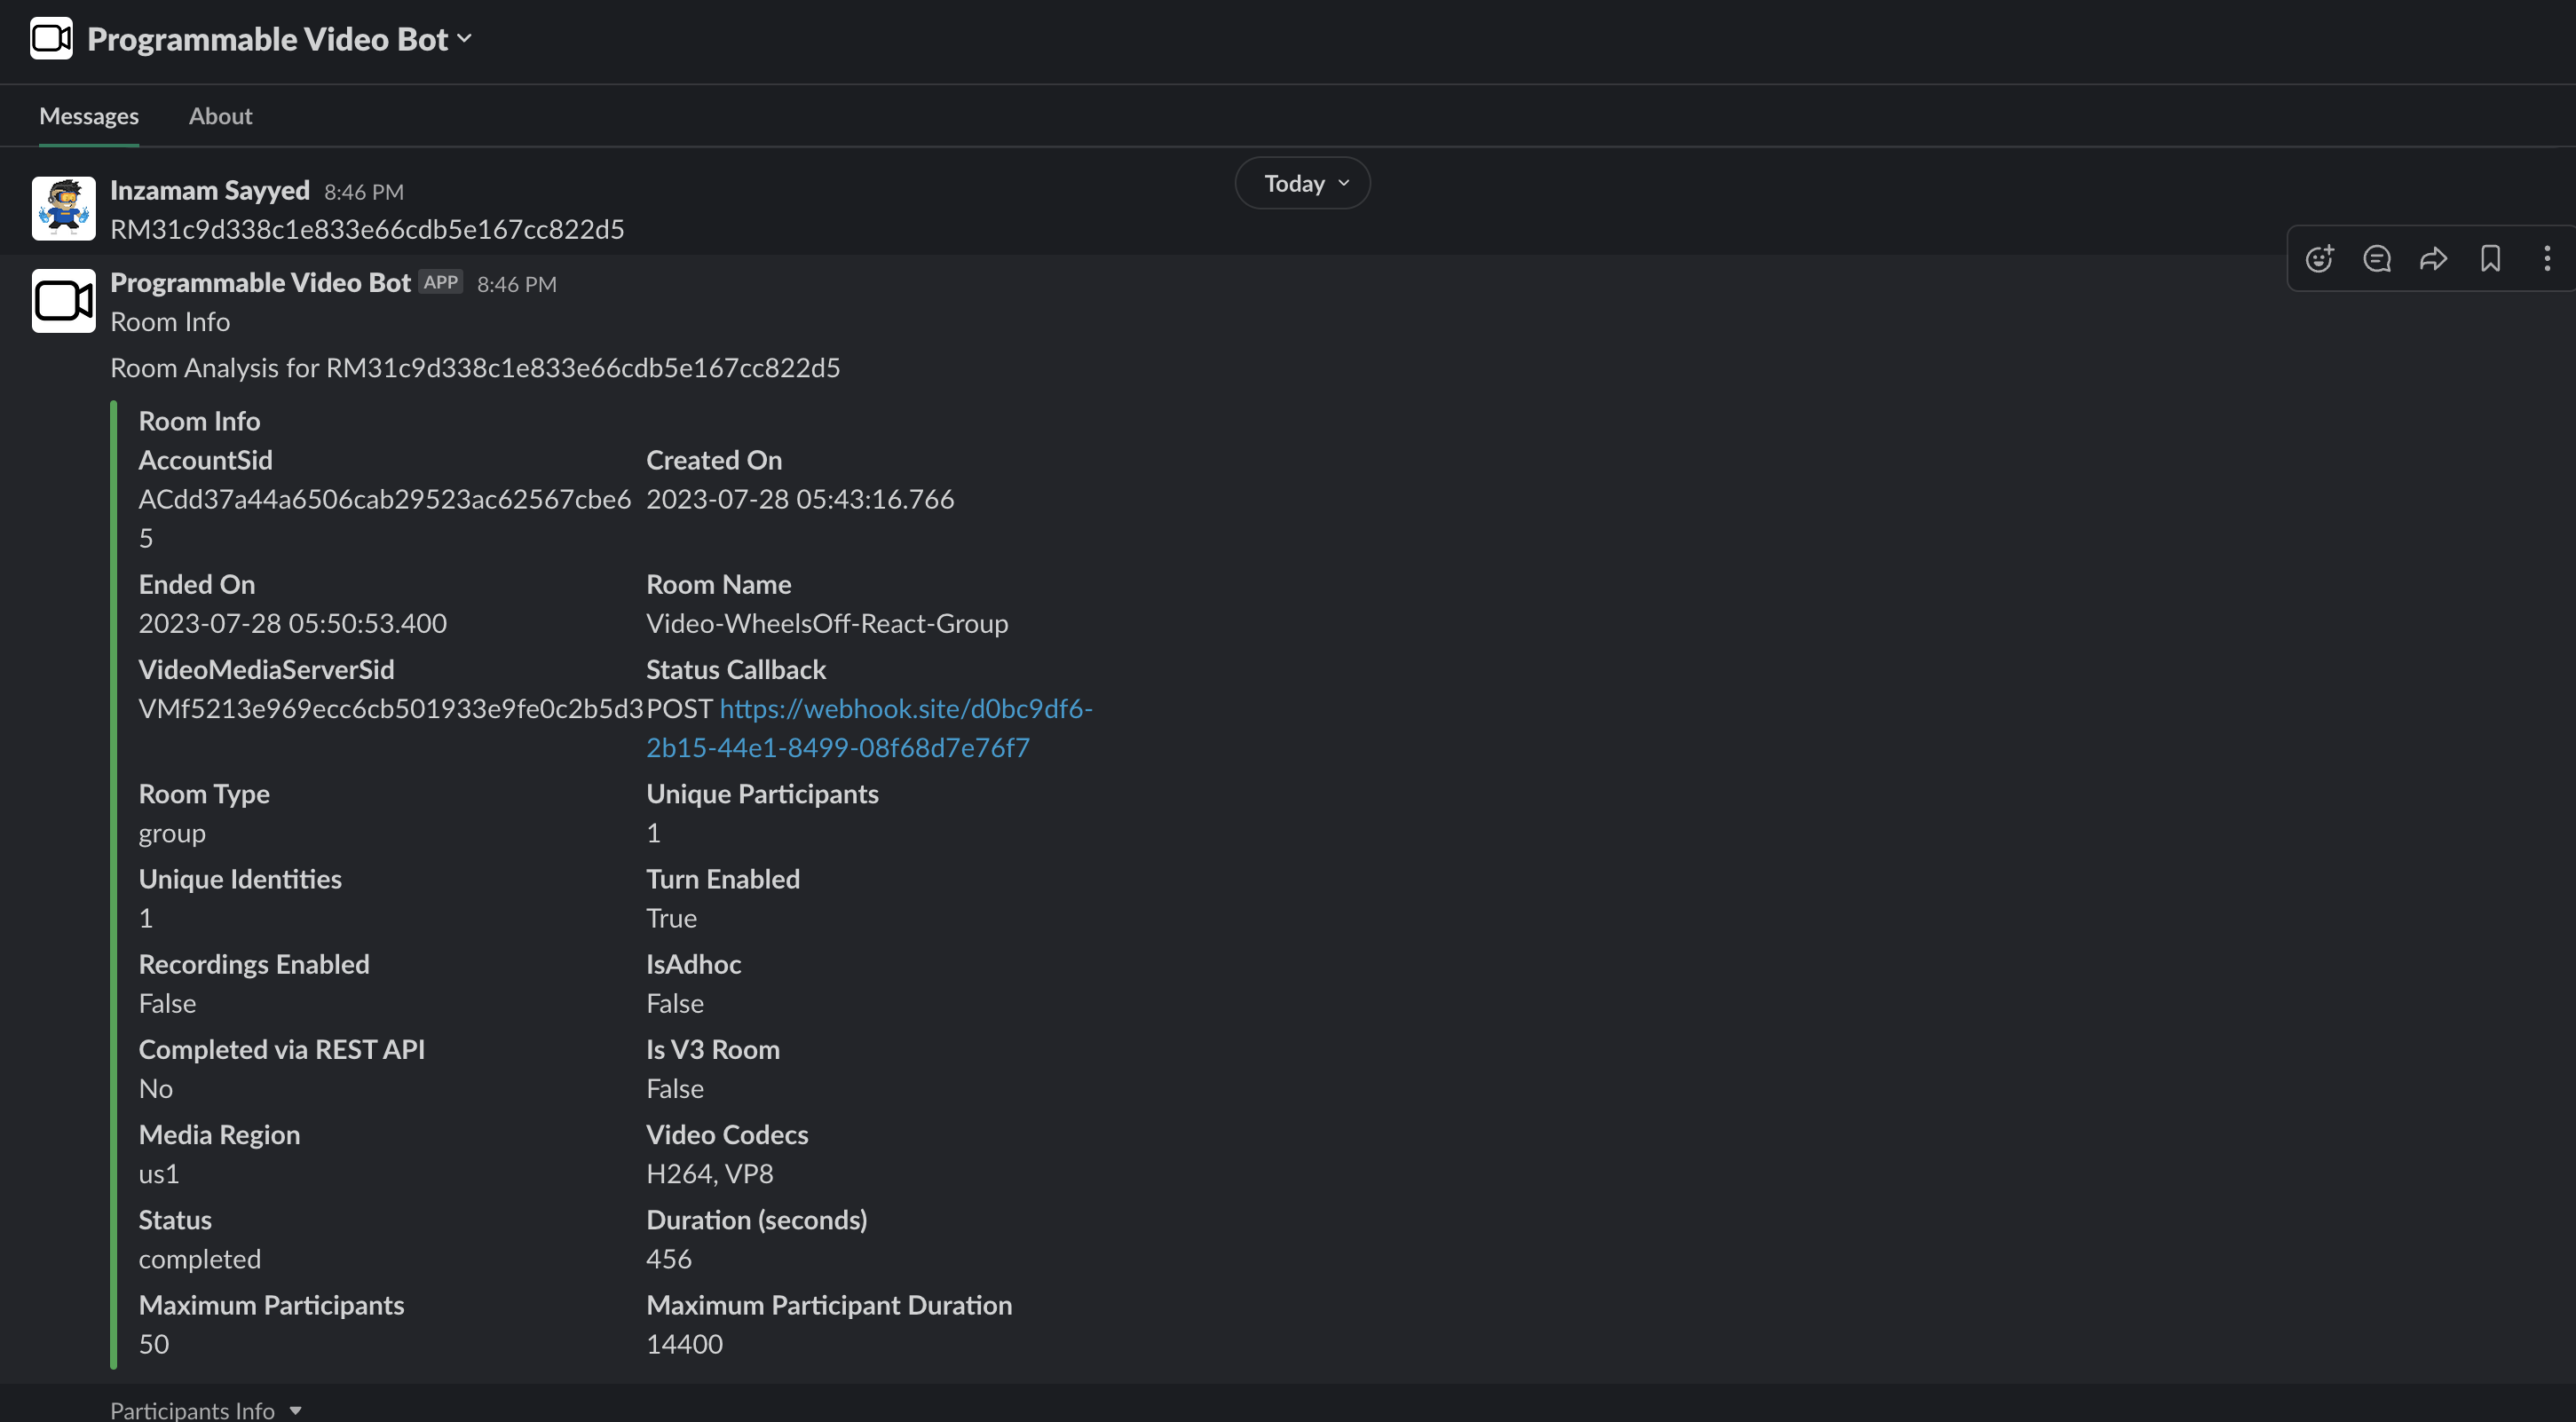 Programmable Video Bot
Messages About
Today
Inzamam Sayyed 8:46 PM
RM31c9d338c1e833e66cdb5e167cc822d5
Programmable Video Bot APP 8:46 PM
Room Info
Room Analysis for RM31c9d338c1e833e66cdb5e167cc822d5
Room Info
AccountSid
ACdd37a44a6506cab29523ac62567cbe6
5
Created On
2023-07-28 05:43:16.766
Ended On
2023-07-28 05:50:53.400
Room Name
Video-WheelsOff-React-Group
VideoMediaServerSid
VMf5213e969ecc6cb501933e9fe0c2b5d3
Status Callback
POST https://webhook.site/d0bc9df6-
2b15-44e1-8499-08f68d7e76f7
Room Type
group
Unique Participants
1
Unique Identities
1
Turn Enabled
True
Recordings Enabled
False
IsAdhoc
False
Completed via REST API
No
Is V3 Room
False
Media Region
us1
Video Codecs
H264, VP8
Status
completed
Duration (seconds)
456
Maximum Participants
50
Maximum Participant Duration
14400
Participants Info